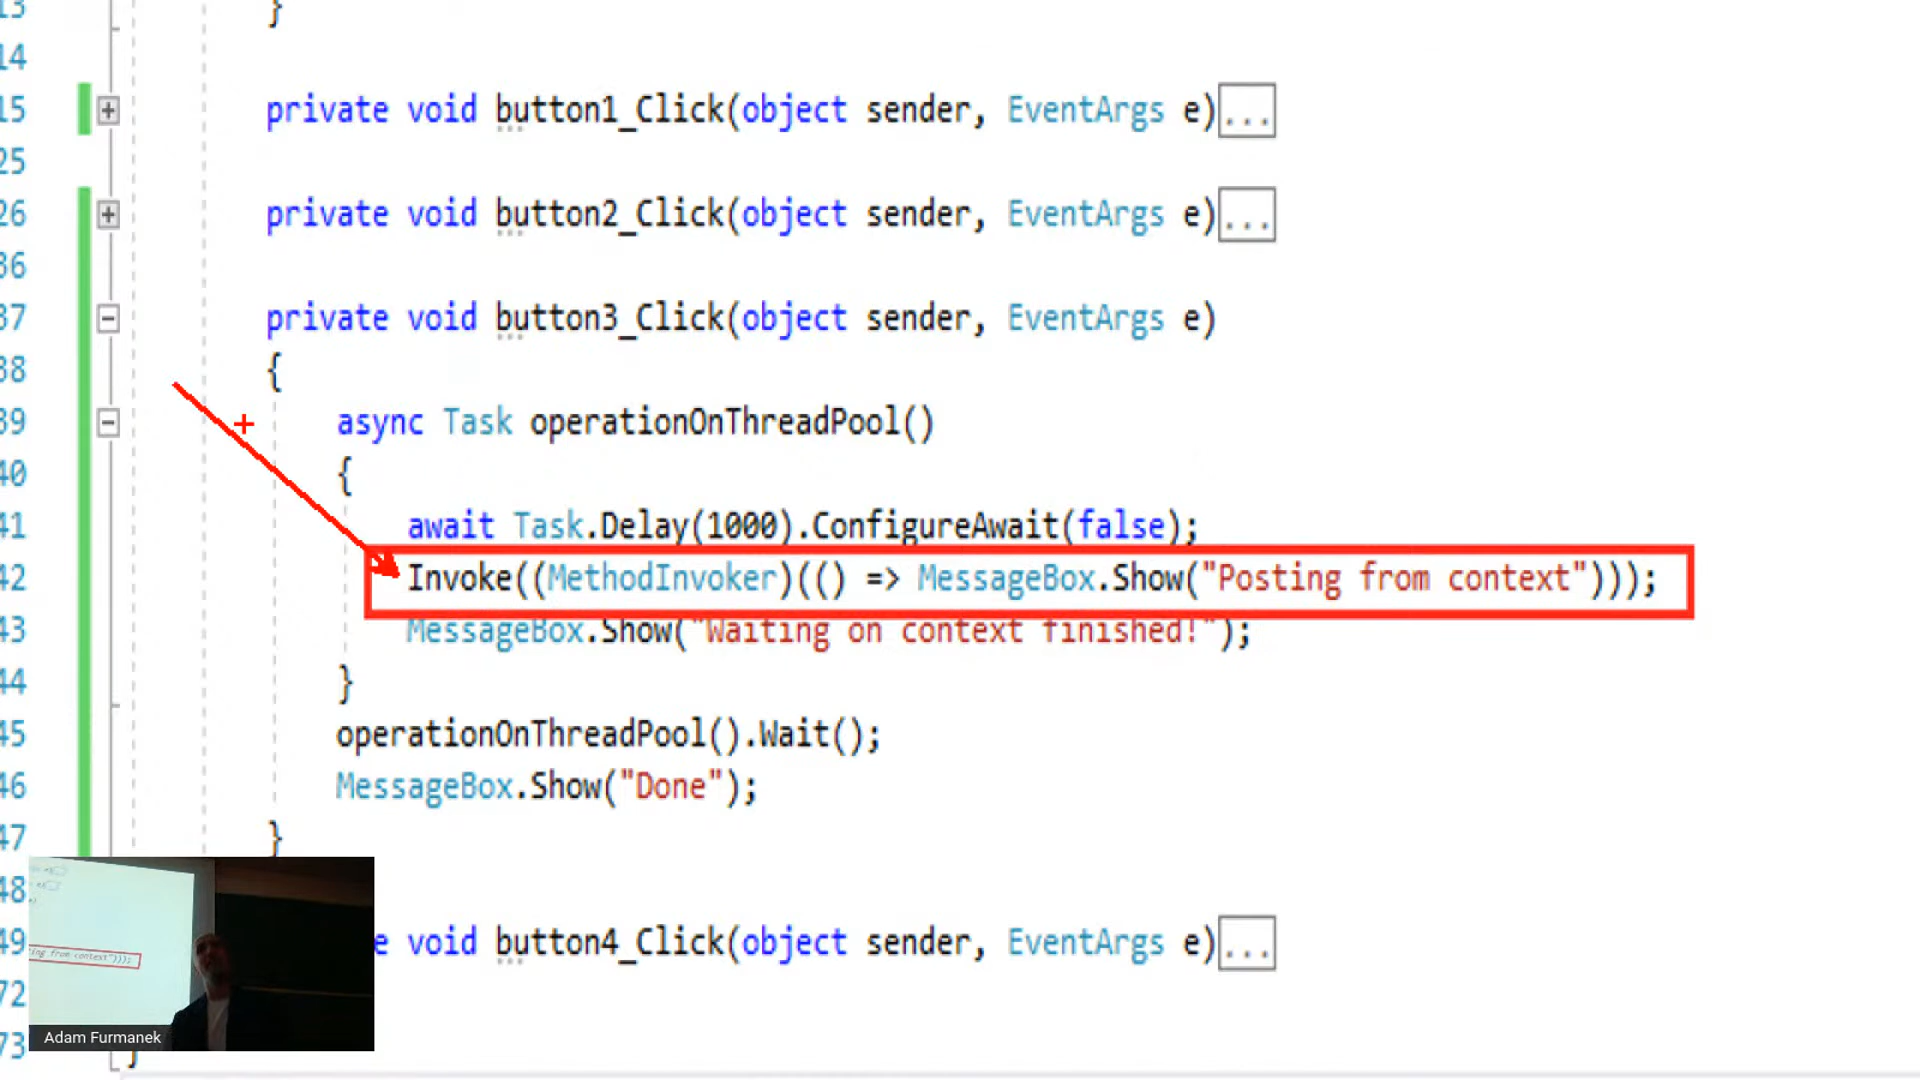 13 }
14
15 private void button1_Click(object sender, EventArgs e)...
25
26 private void button2_Click(object sender, EventArgs e)...
36
37 private void button3_Click(object sender, EventArgs e)
38 {
39 async Task operationOnThreadPool()
40 {
41 await Task.Delay(1000).ConfigureAwait(false);
42 Invoke((MethodInvoker)(() => MessageBox.Show("Posting from context")));
43 MessageBox.Show("Waiting on context finished!");
44 }
45 operationOnThreadPool().Wait();
46 MessageBox.Show("Done");
47 }
48
49 e void button4_Click(object sender, EventArgs e)...
72
73 }
ing from context")));
Adam Furmanek